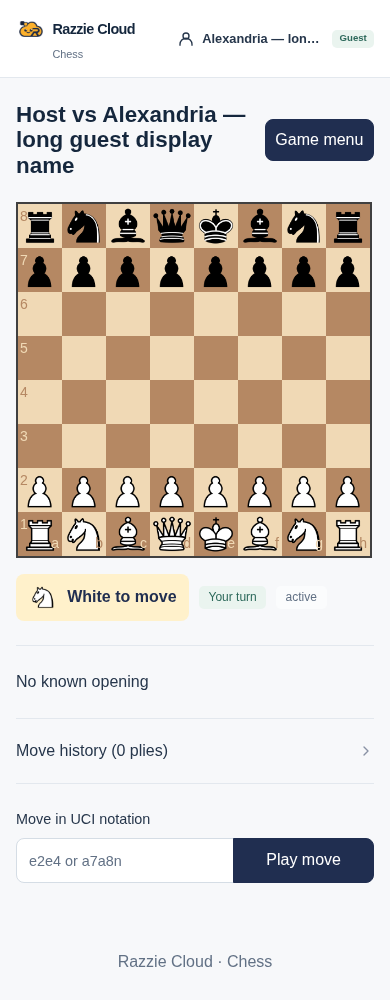 Razzie Cloud
Chess
Alexandria — lon...
Guest
Host vs Alexandria —
long guest display
name
Game menu
8
7
6
5
4
3
2
1
a b c d e f g h
White to move
Your turn
active
No known opening
Move history (0 plies)
Move in UCI notation
e2e4 or a7a8n
Play move
Razzie Cloud · Chess